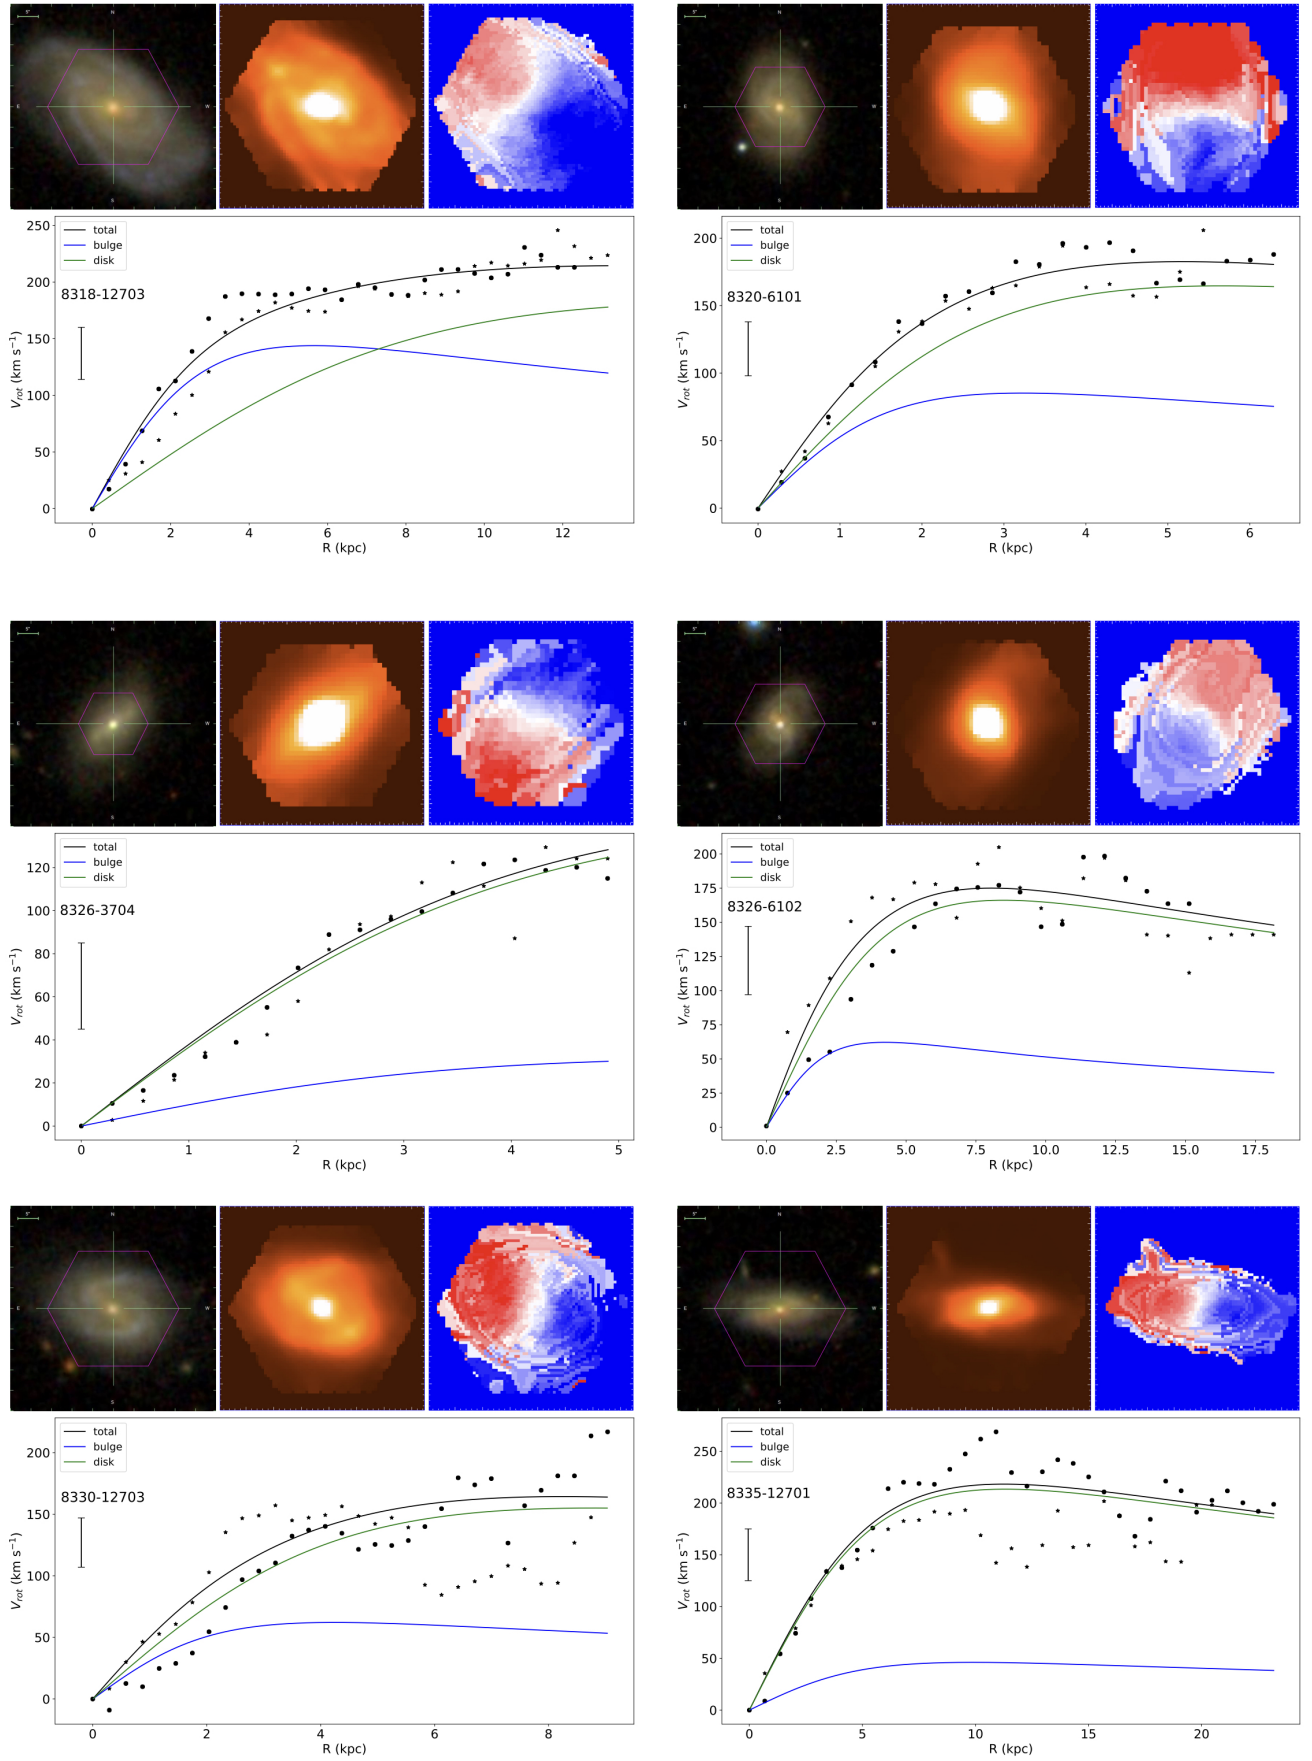 5"
N
E
W
S
total
bulge
disk
8318-12703
V_rot (km s⁻¹)
250
200
150
100
50
0
0 2 4 6 8 10 12
R (kpc)
5"
N
E
W
S
total
bulge
disk
8320-6101
V_rot (km s⁻¹)
200
150
100
50
0
0 1 2 3 4 5 6
R (kpc)
5"
N
E
W
S
total
bulge
disk
8326-3704
V_rot (km s⁻¹)
120
100
80
60
40
20
0
0 1 2 3 4 5
R (kpc)
5"
N
E
W
S
total
bulge
disk
8326-6102
V_rot (km s⁻¹)
200
175
150
125
100
75
50
25
0
0.0 2.5 5.0 7.5 10.0 12.5 15.0 17.5
R (kpc)
5"
N
E
W
S
total
bulge
disk
8330-12703
V_rot (km s⁻¹)
200
150
100
50
0
0 2 4 6 8
R (kpc)
5"
N
E
W
S
total
bulge
disk
8335-12701
V_rot (km s⁻¹)
250
200
150
100
50
0
0 5 10 15 20
R (kpc)